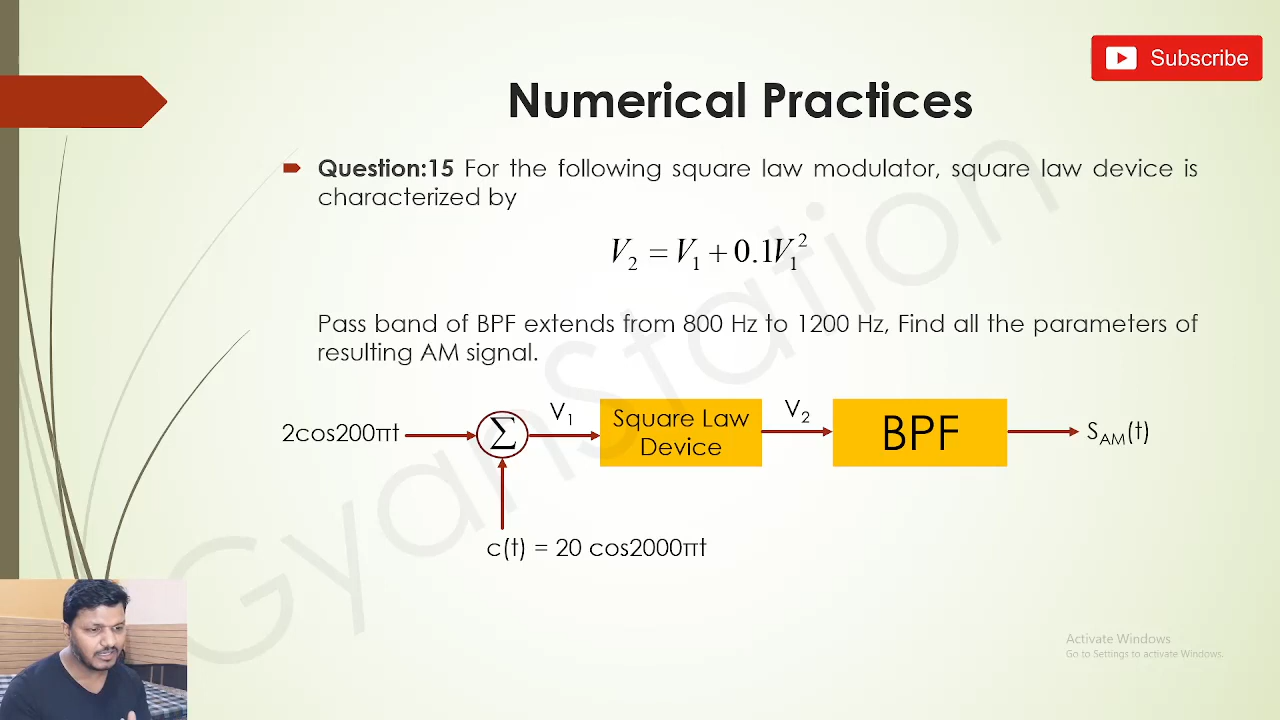 Subscribe
Numerical Practices
Question:15 For the following square law modulator, square law device is
characterized by
V₂ = V₁ + 0.1V₁²
Pass band of BPF extends from 800 Hz to 1200 Hz, Find all the parameters of
resulting AM signal.
2cos200πt
Σ
V₁
Square Law
Device
V₂
BPF
S_AM(t)
c(t) = 20 cos2000πt
GyanStation
Activate Windows
Go to Settings to activate Windows.